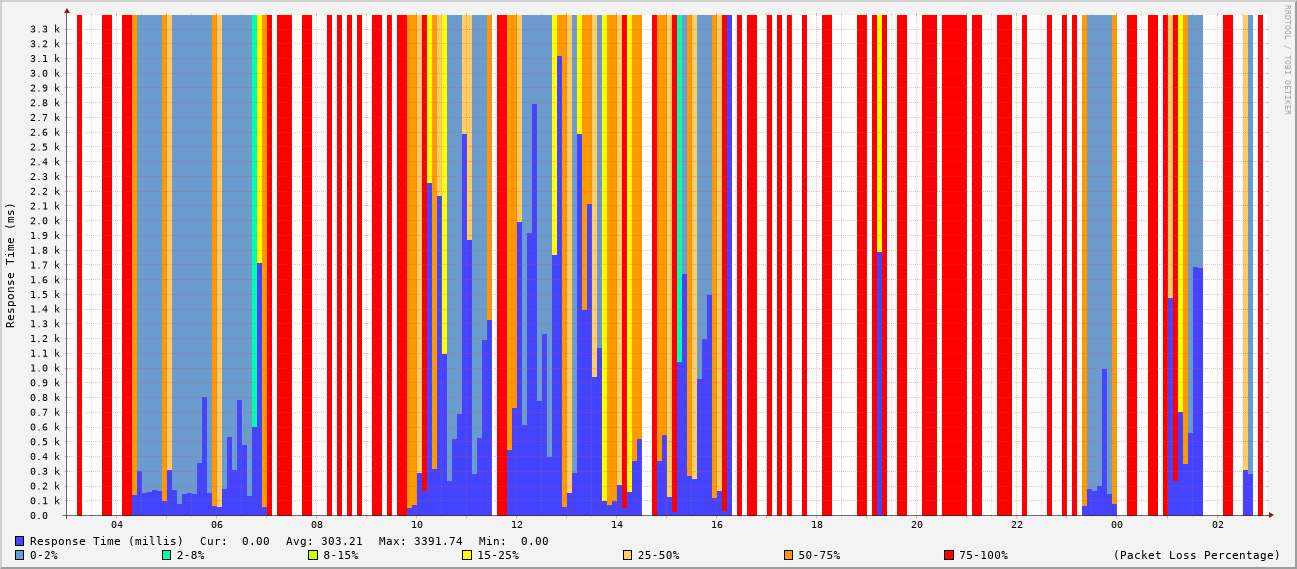 RRDTOOL / TOBI OETIKER
Response Time (ms)
3.3 k
3.2 k
3.1 k
3.0 k
2.9 k
2.8 k
2.7 k
2.6 k
2.5 k
2.4 k
2.3 k
2.2 k
2.1 k
2.0 k
1.9 k
1.8 k
1.7 k
1.6 k
1.5 k
1.4 k
1.3 k
1.2 k
1.1 k
1.0 k
0.9 k
0.8 k
0.7 k
0.6 k
0.5 k
0.4 k
0.3 k
0.2 k
0.1 k
0.0
04 06 08 10 12 14 16 18 20 22 00 02
Response Time (millis) Cur: 0.00 Avg: 303.21 Max: 3391.74 Min: 0.00
0-2% 2-8% 8-15% 15-25% 25-50% 50-75% 75-100% (Packet Loss Percentage)